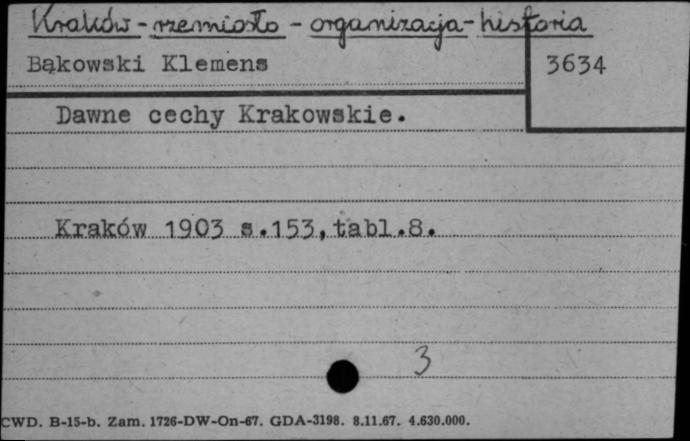 Kraków - rzemiosło - organizacja - historia
Bąkowski Klemens 3634
Dawne cechy Krakowskie.
Kraków 1903 s.153,tabl.8.
3
CWD. B-15-b. Zam. 1726-DW-On-67. GDA-3198. 8.11.67. 4.630.000.